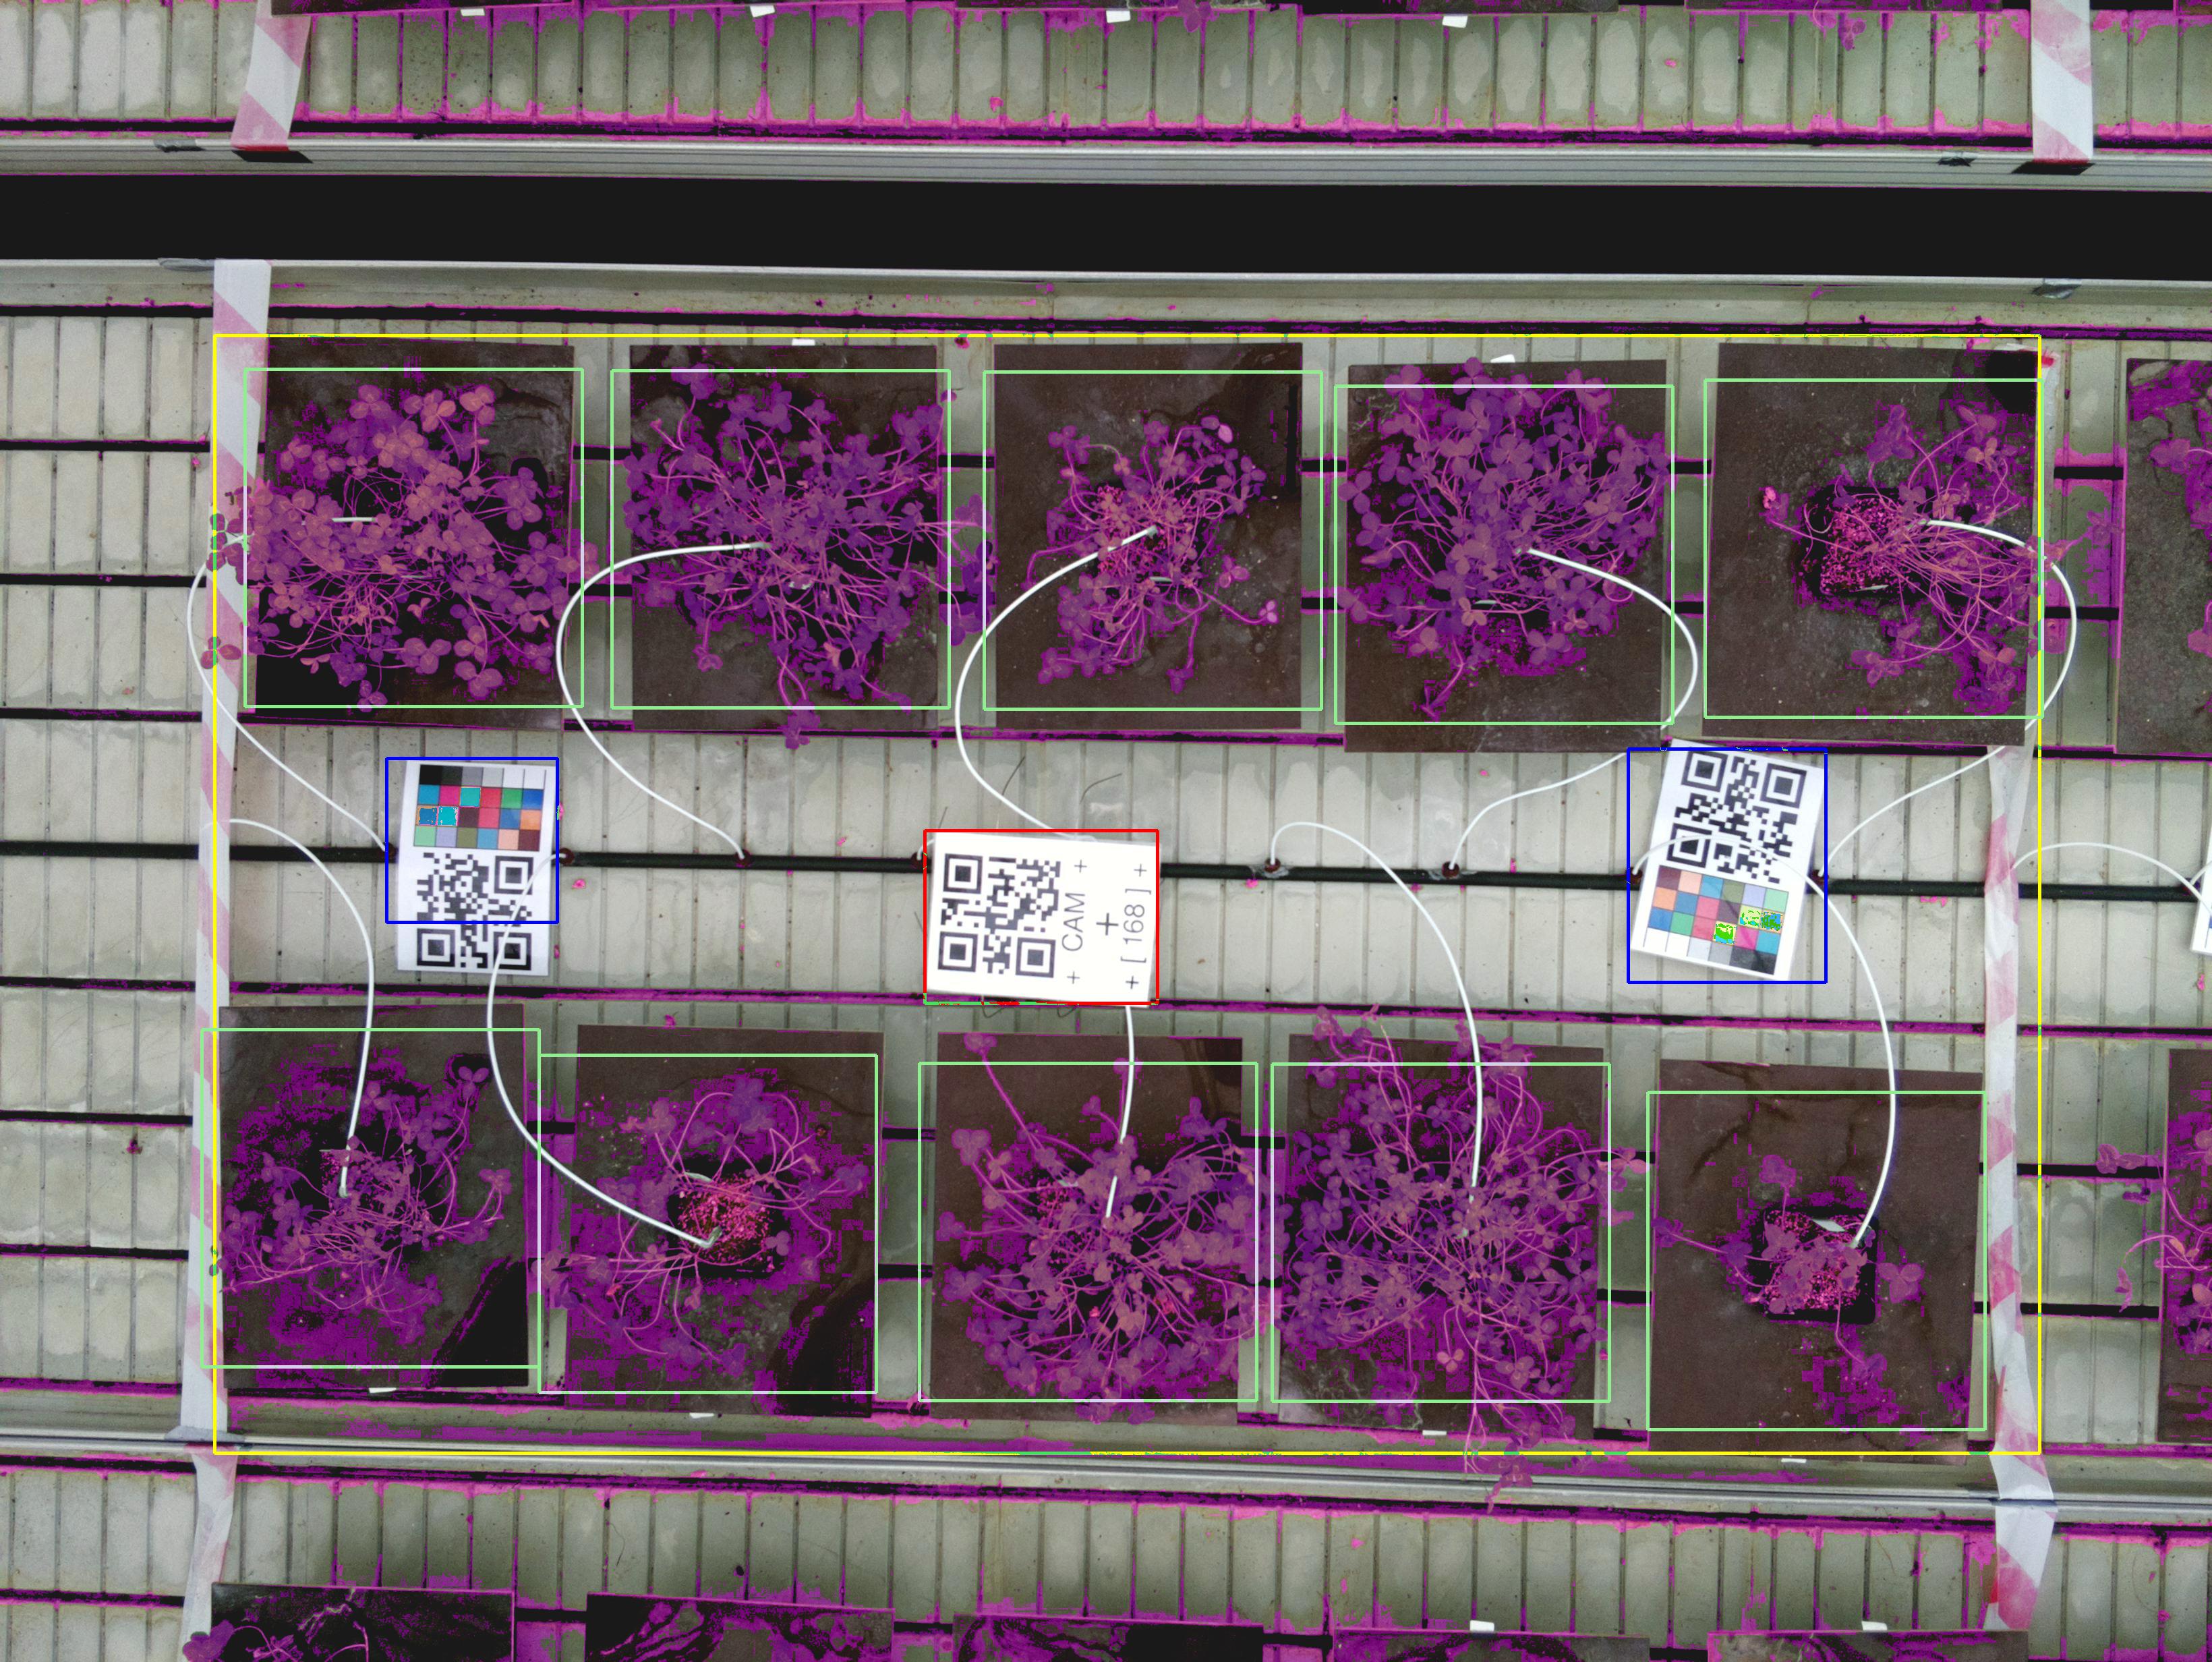 + CAM +
+
+ [ 168 ] +